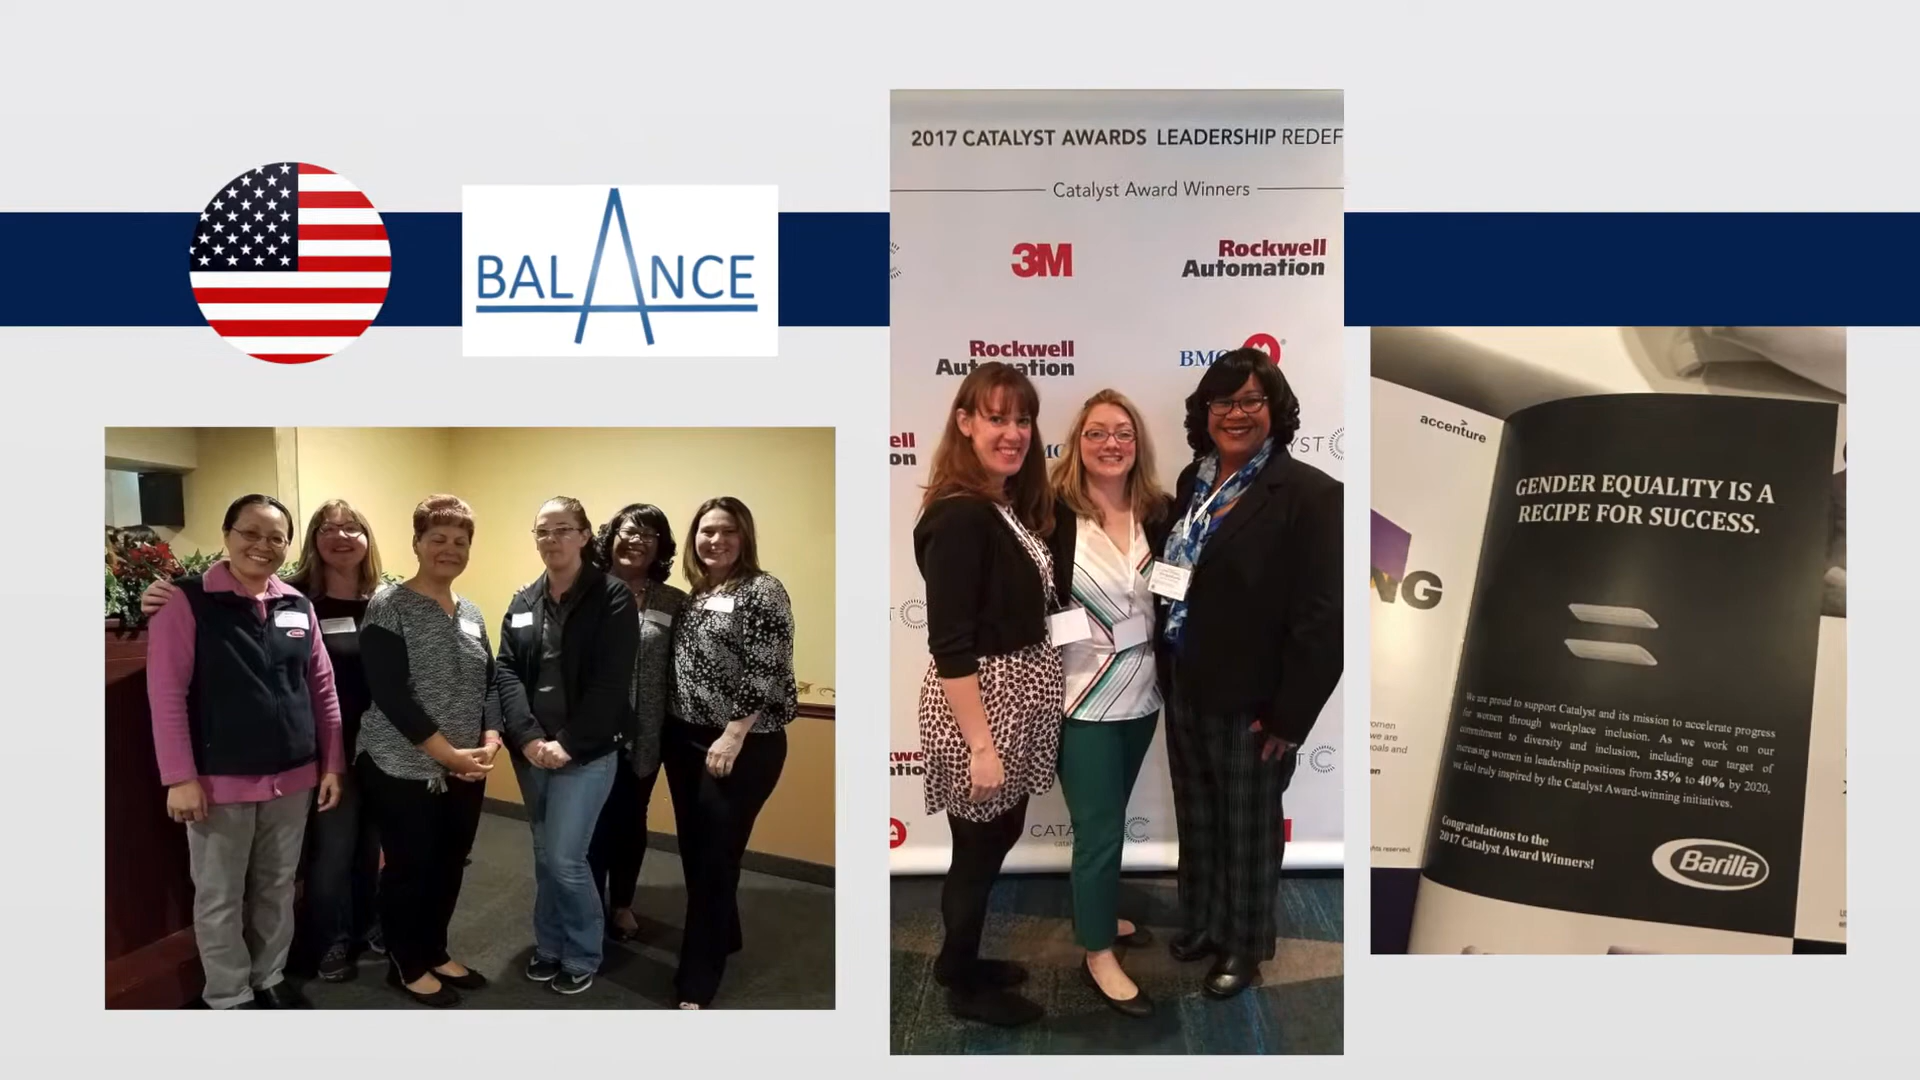 BALANCE
2017 CATALYST AWARDS LEADERSHIP REDEF
Catalyst Award Winners
3M
Rockwell
Automation
Rockwell
Automation
BMO
accenture
GENDER EQUALITY IS A
RECIPE FOR SUCCESS.
We are proud to support Catalyst and its mission to accelerate progress
for women through workplace inclusion. As we work on our
commitment to diversity and inclusion, including our target of
increasing women in leadership positions from 35% to 40% by 2020,
we feel truly inspired by the Catalyst Award-winning initiatives.
Congratulations to the
2017 Catalyst Award Winners!
Barilla